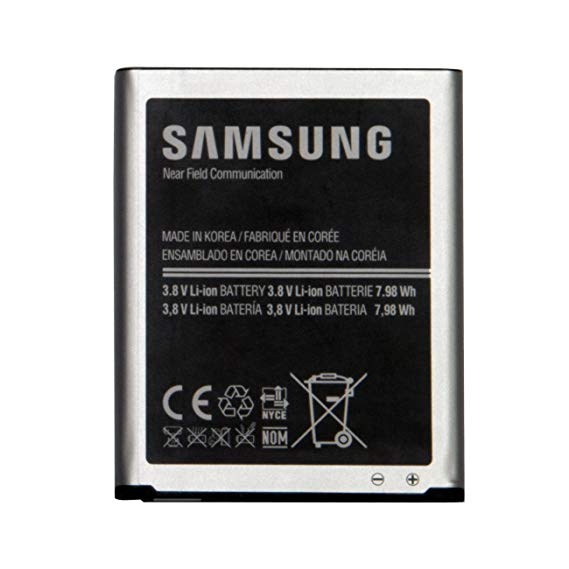 SAMSUNG
Near Field Communication
MADE IN KOREA / FABRIQUÉ EN CORÉE
ENSAMBLADO EN COREA / MONTADO NA CORÉIA
3.8 V Li-ion BATTERY 3.8 V Li-ion BATTERIE 7.98 Wh
3,8 V Li-ion BATERÍA 3,8 V Li-ion BATERIA 7,98 Wh
CE
NYCE
NOM
- +